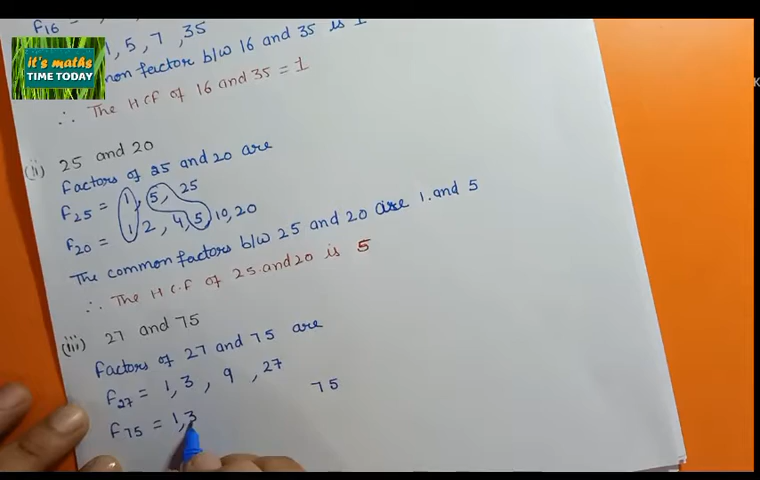 F16 =
1, 5, 7, 35
common factor b/w 16 and 35 is 1
∴ The HCF of 16 and 35 = 1
it's maths
TIME TODAY
(ii) 25 and 20
Factors of 25 and 20 are
F25 = 1, 5, 25
F20 = 1 2, 4, 5, 10, 20
The common factors b/w 25 and 20 are 1 and 5
∴ The H C.F of 25 and 20 is 5
(iii) 27 and 75
Factors of 27 and 75 are
F27 = 1, 3, 9, 27
75
F75 = 1, 3
K